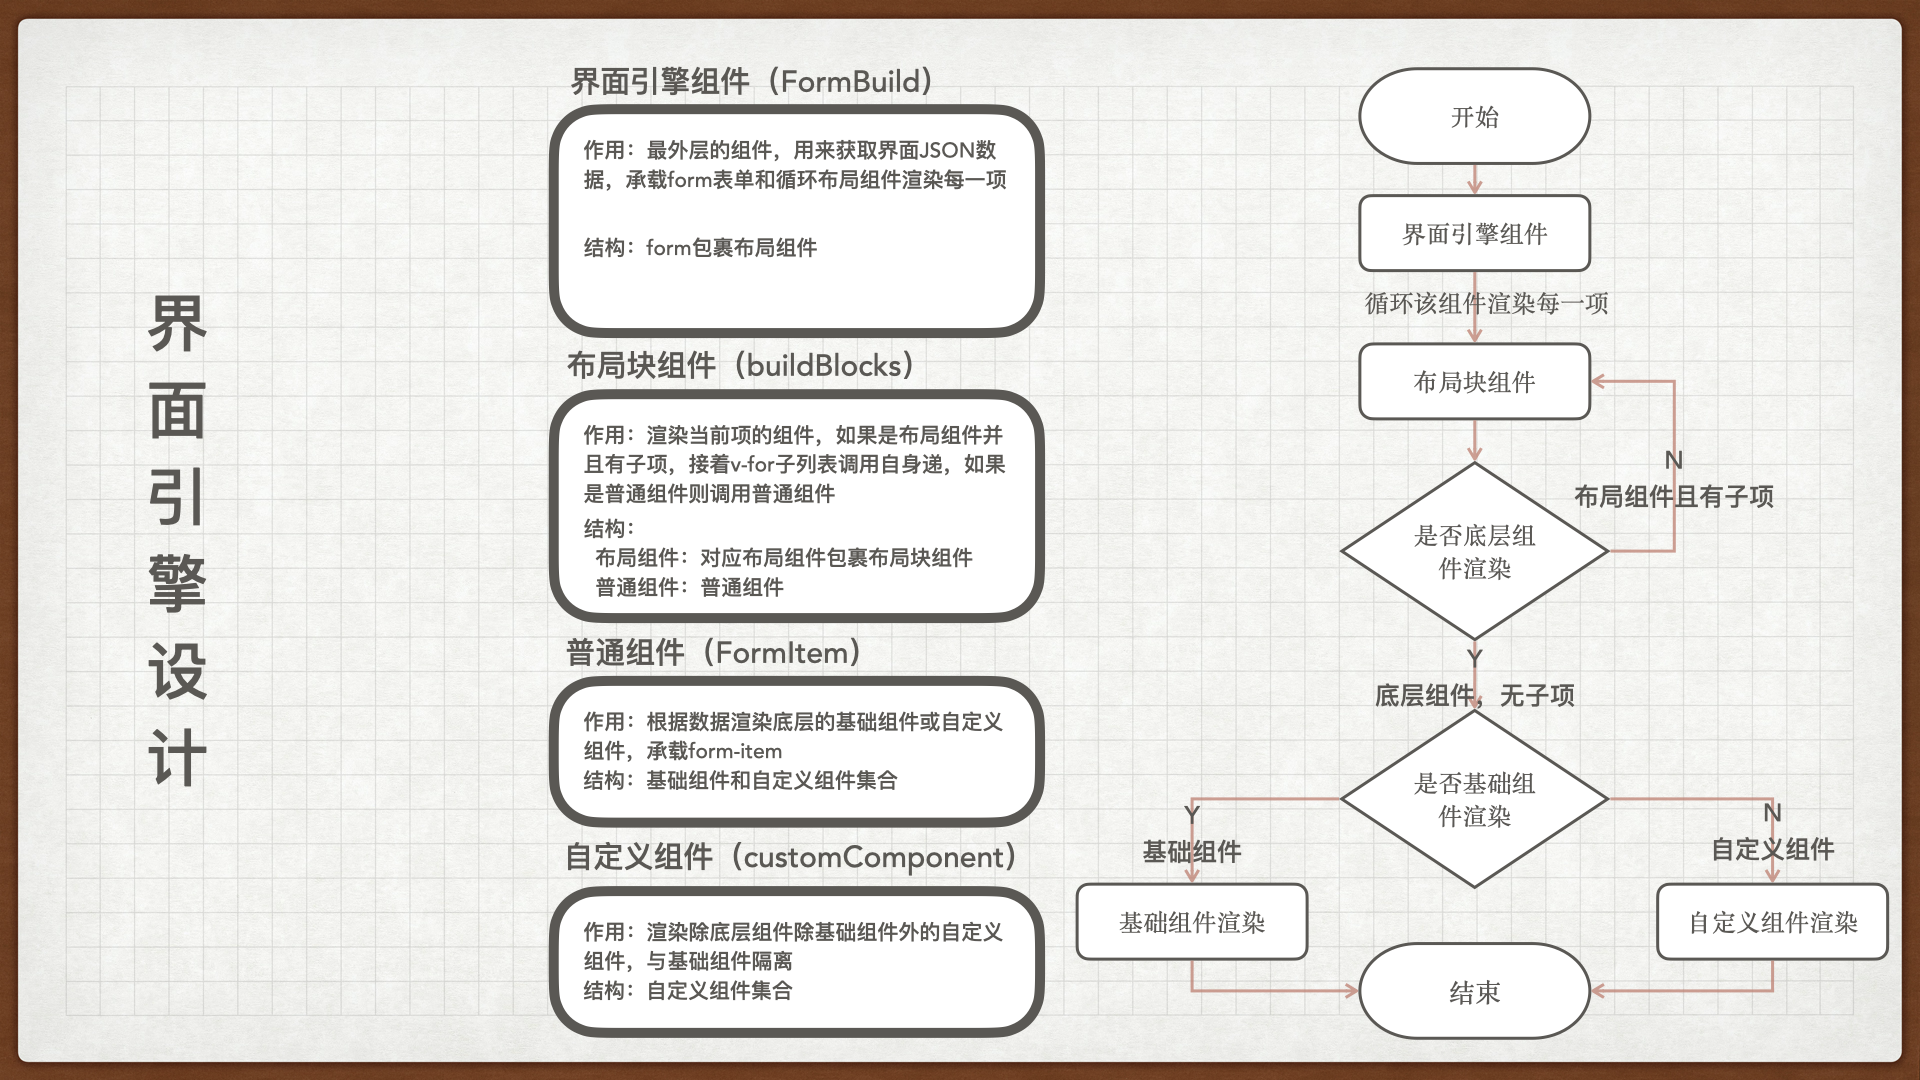 界
面
引
擎
设
计
界面引擎组件（FormBuild）
作用：最外层的组件，用来获取界面JSON数
据，承载form表单和循环布局组件渲染每一项
结构：form包裹布局组件
布局块组件（buildBlocks）
作用：渲染当前项的组件，如果是布局组件并
且有子项，接着v-for子列表调用自身递，如果
是普通组件则调用普通组件
结构：
布局组件：对应布局组件包裹布局块组件
普通组件：普通组件
普通组件（FormItem）
作用：根据数据渲染底层的基础组件或自定义
组件，承载form-item
结构：基础组件和自定义组件集合
自定义组件（customComponent）
作用：渲染除底层组件除基础组件外的自定义
组件，与基础组件隔离
结构：自定义组件集合
开始
界面引擎组件
循环该组件渲染每一项
布局块组件
N
布局组件且有子项
是否底层组
件渲染
Y
底层组件，无子项
是否基础组
件渲染
Y
基础组件
N
自定义组件
基础组件渲染
自定义组件渲染
结束